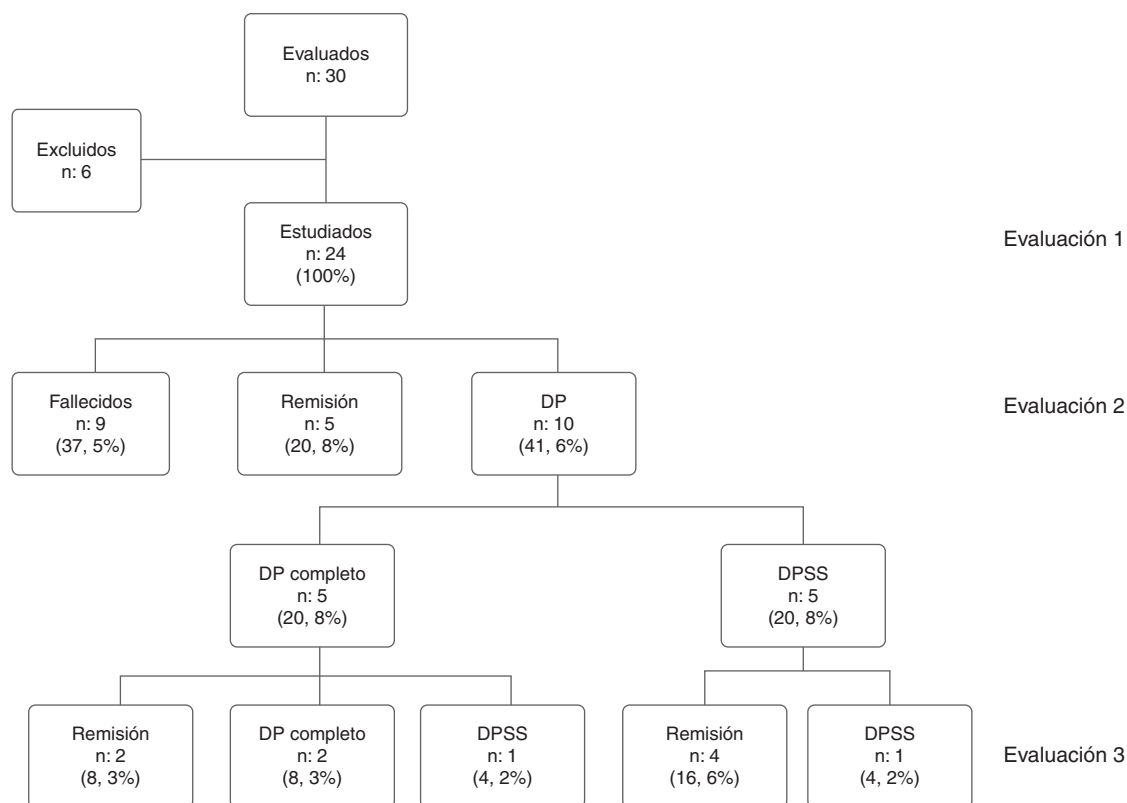 Evaluados
n: 30
Excluidos
n: 6
Estudiados
n: 24
(100%)
Evaluación 1
Fallecidos
n: 9
(37, 5%)
Remisión
n: 5
(20, 8%)
DP
n: 10
(41, 6%)
Evaluación 2
DP completo
n: 5
(20, 8%)
DPSS
n: 5
(20, 8%)
Remisión
n: 2
(8, 3%)
DP completo
n: 2
(8, 3%)
DPSS
n: 1
(4, 2%)
Remisión
n: 4
(16, 6%)
DPSS
n: 1
(4, 2%)
Evaluación 3